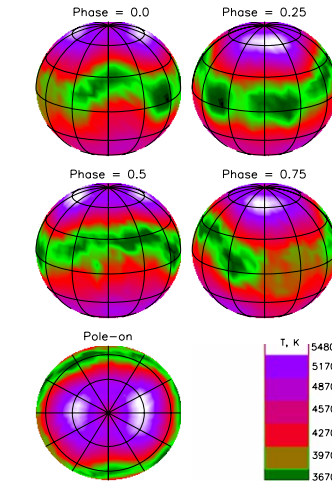 Phase = 0.0 Phase = 0.25
Phase = 0.5 Phase = 0.75
Pole-on
T, K
5480
5170
4870
4570
4270
3970
3670